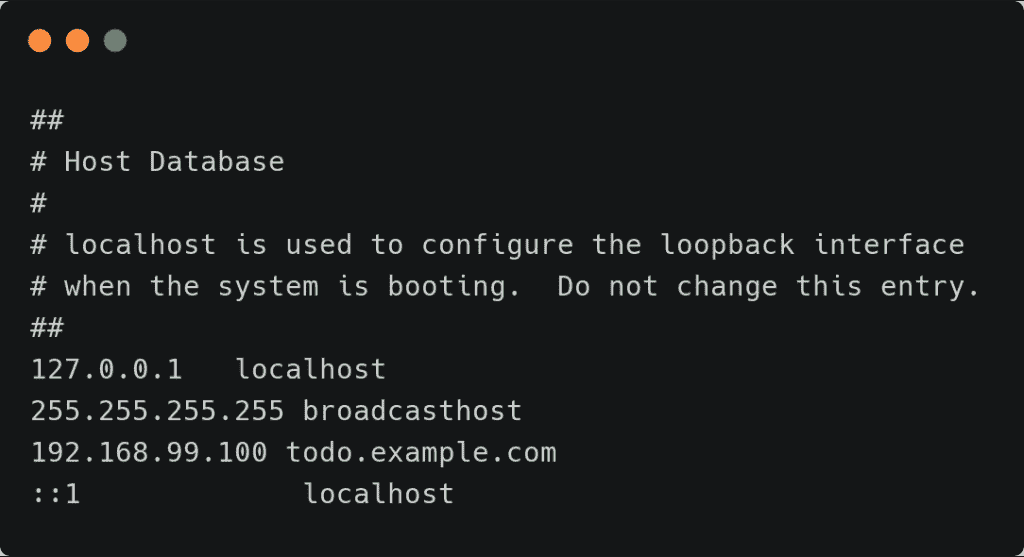 ##
# Host Database
#
# localhost is used to configure the loopback interface
# when the system is booting.  Do not change this entry.
##
127.0.0.1   localhost
255.255.255.255 broadcasthost
192.168.99.100 todo.example.com
::1             localhost